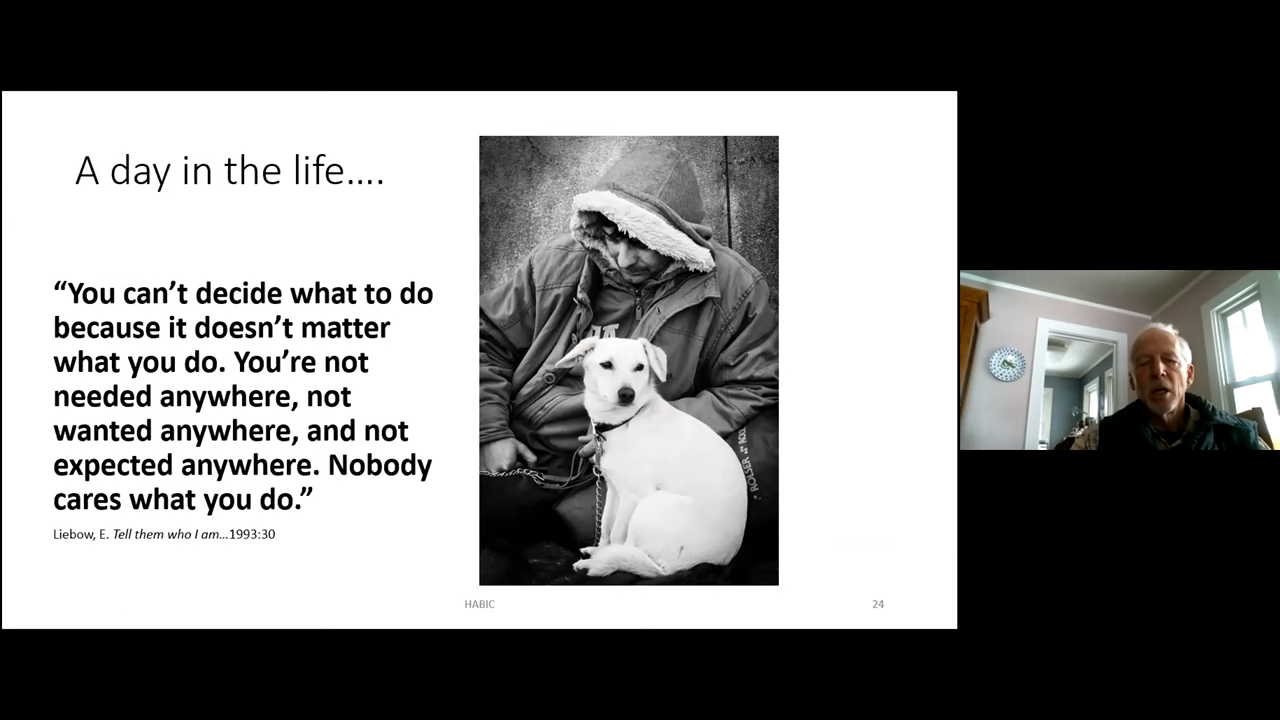 A day in the life....
“You can’t decide what to do
because it doesn’t matter
what you do. You’re not
needed anywhere, not
wanted anywhere, and not
expected anywhere. Nobody
cares what you do.”
Liebow, E. Tell them who I am...1993:30
HABIC
24